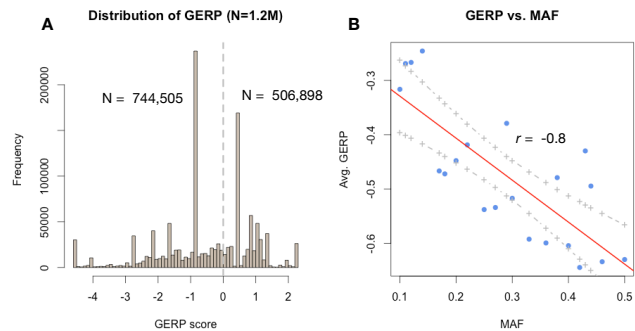 A
Distribution of GERP (N=1.2M)
N = 744,505
N = 506,898
Frequency
0
50000
100000
200000
-4
-3
-2
-1
0
1
2
GERP score
B
GERP vs. MAF
r = -0.8
Avg. GERP
-0.3
-0.4
-0.5
-0.6
0.1
0.2
0.3
0.4
0.5
MAF